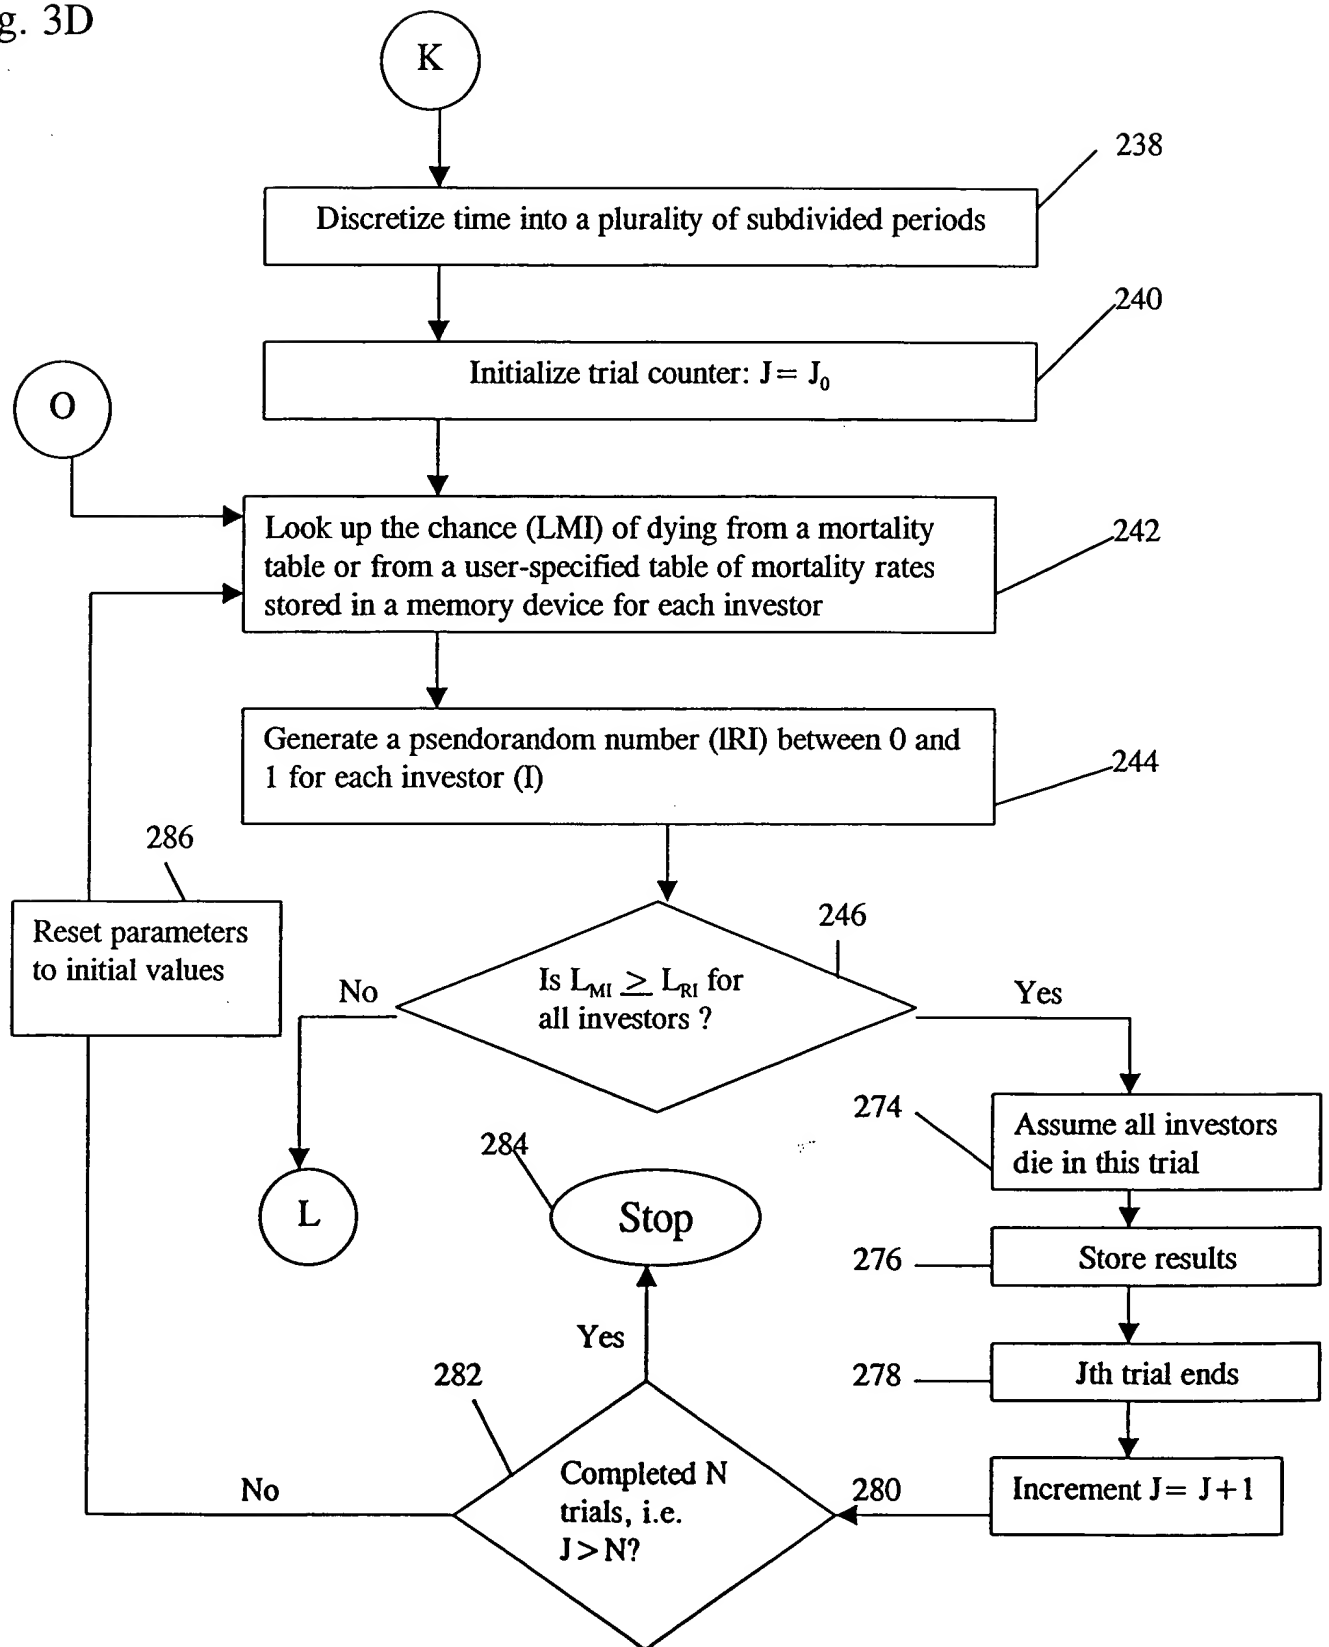 g. 3D
K
238
Discretize time into a plurality of subdivided periods
240
Initialize trial counter: J= J₀
O
Look up the chance (LMI) of dying from a mortality
table or from a user-specified table of mortality rates
stored in a memory device for each investor
242
Generate a psendorandom number (lRI) between 0 and
1 for each investor (I)
244
286
Reset parameters
to initial values
246
Is L_MI ≥ L_RI for
all investors ?
No
Yes
L
274
Assume all investors
die in this trial
284
Stop
276
Store results
Yes
278
Jth trial ends
282
Completed N
trials, i.e.
J>N?
No
280
Increment J= J+1